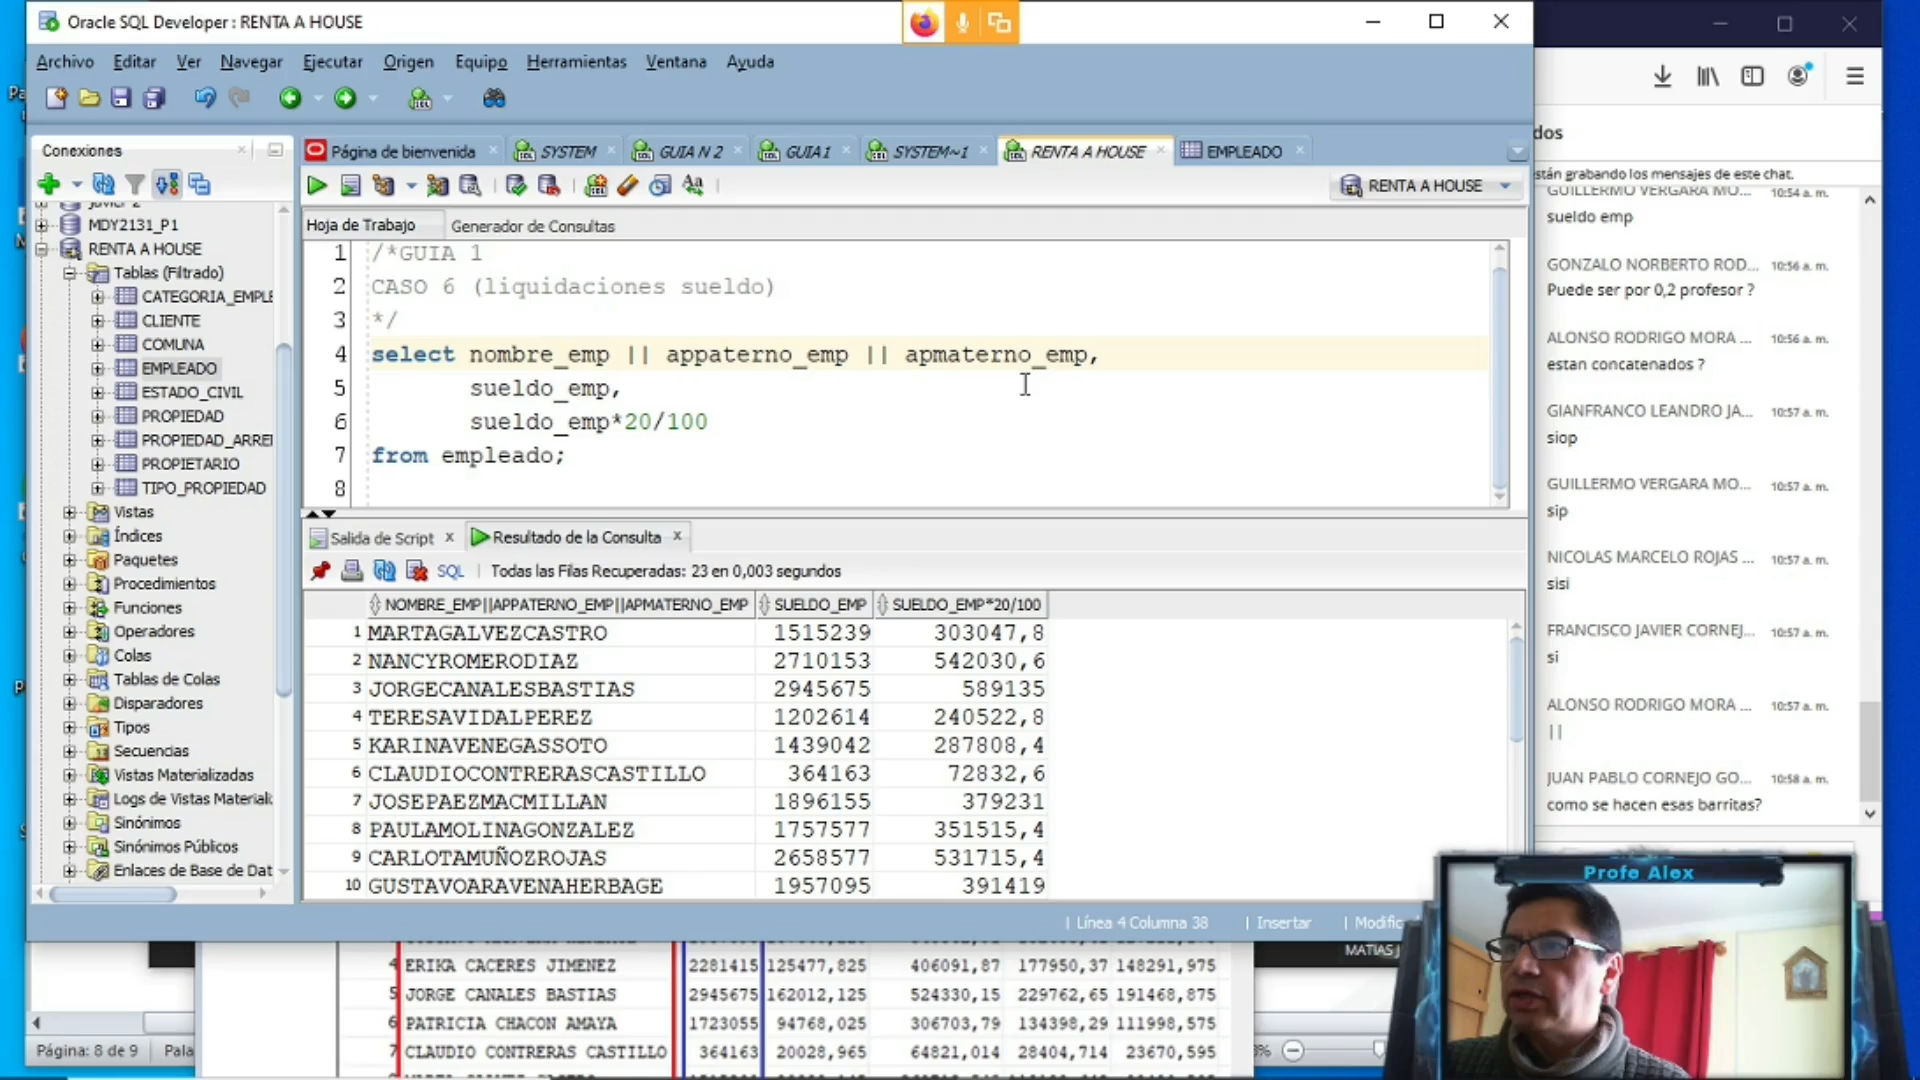 Oracle SQL Developer : RENTA A HOUSE
Archivo Editar Ver Navegar Ejecutar Origen Equipo Herramientas Ventana Ayuda
Conexiones
Página de bienvenida
SYSTEM
GUIA N 2
GUIA1
SYSTEM~1
RENTA A HOUSE
EMPLEADO
RENTA A HOUSE
Hoja de Trabajo
Generador de Consultas
MDY2131_P1
RENTA A HOUSE
Tablas (Filtrado)
CATEGORIA_EMPLE
CLIENTE
COMUNA
EMPLEADO
ESTADO_CIVIL
PROPIEDAD
PROPIEDAD_ARRE
PROPIETARIO
TIPO_PROPIEDAD
Vistas
Índices
Paquetes
Procedimientos
Funciones
Operadores
Colas
Tablas de Colas
Disparadores
Tipos
Secuencias
Vistas Materializadas
Logs de Vistas Material
Sinónimos
Sinónimos Públicos
Enlaces de Base de Dat
1 /*GUIA 1
2 CASO 6 (liquidaciones sueldo)
3 */
4 select nombre_emp || appaterno_emp || apmaterno_emp,
5 sueldo_emp,
6 sueldo_emp*20/100
7 from empleado;
8
Salida de Script x
Resultado de la Consulta x
SQL | Todas las Filas Recuperadas: 23 en 0,003 segundos
NOMBRE_EMP||APPATERNO_EMP||APMATERNO_EMP SUELDO_EMP SUELDO_EMP*20/100
1 MARTAGALVEZCASTRO 1515239 303047,8
2 NANCYROMERODIAZ 2710153 542030,6
3 JORGECANALESBASTIAS 2945675 589135
4 TERESAVIDALPEREZ 1202614 240522,8
5 KARINAVENEGASSOTO 1439042 287808,4
6 CLAUDIOCONTRERASCASTILLO 364163 72832,6
7 JOSEPAEZMACMILLAN 1896155 379231
8 PAULAMOLINAGONZALEZ 1757577 351515,4
9 CARLOTAMUÑOZROJAS 2658577 531715,4
10 GUSTAVOARAVENAHERBAGE 1957095 391419
| Línea 4 Columna 38 | Insertar | Modific
4 ERIKA CACERES JIMENEZ 2281415 125477,825 406091,87 177950,37 148291,975
5 JORGE CANALES BASTIAS 2945675 162012,125 524330,15 229762,65 191468,875
6 PATRICIA CHACON AMAYA 1723055 94768,025 306703,79 134398,29 111998,575
7 CLAUDIO CONTRERAS CASTILLO 364163 20028,965 64821,014 28404,714 23670,595
Página: 8 de 9 Pala
dos
están grabando los mensajes de este chat.
GUILLERMO VERGARA MO... 10:54 a. m.
sueldo emp
GONZALO NORBERTO ROD... 10:56 a. m.
Puede ser por 0,2 profesor ?
ALONSO RODRIGO MORA ... 10:56 a. m.
estan concatenados ?
GIANFRANCO LEANDRO JA... 10:57 a. m.
siop
GUILLERMO VERGARA MO... 10:57 a. m.
sip
NICOLAS MARCELO ROJAS ... 10:57 a. m.
sisi
FRANCISCO JAVIER CORNEJ... 10:57 a. m.
si
ALONSO RODRIGO MORA ... 10:57 a. m.
||
JUAN PABLO CORNEJO GO... 10:58 a. m.
como se hacen esas barritas?
Profe Alex
MATIAS J